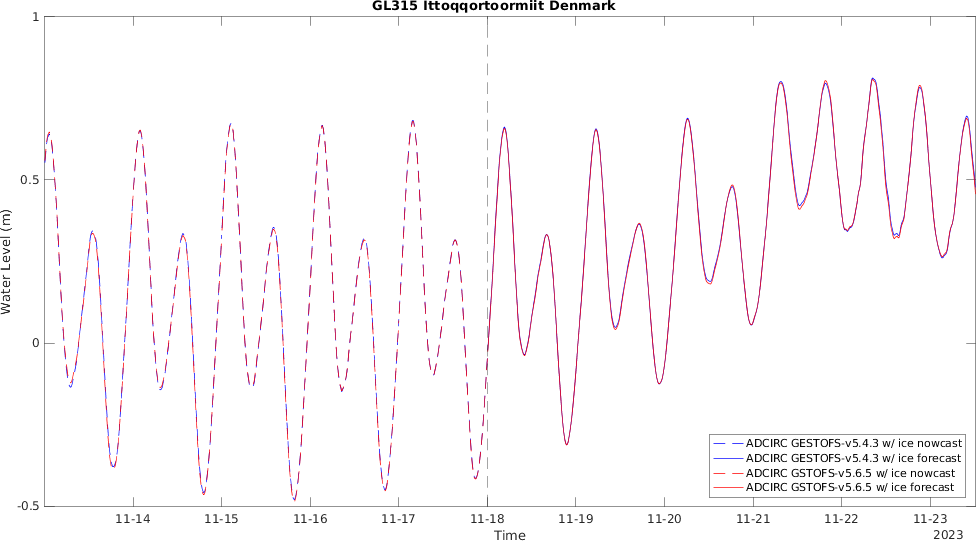 GL315 Ittoqqortoormiit Denmark
1
0.5
0
-0.5
Water Level (m)
11-14 11-15 11-16 11-17 11-18 11-19 11-20 11-21 11-22 11-23
Time
2023
ADCIRC GESTOFS-v5.4.3 w/ ice nowcast
ADCIRC GESTOFS-v5.4.3 w/ ice forecast
ADCIRC GSTOFS-v5.6.5 w/ ice nowcast
ADCIRC GSTOFS-v5.6.5 w/ ice forecast